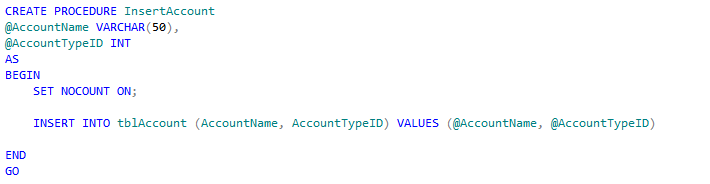 CREATE PROCEDURE InsertAccount
@AccountName VARCHAR(50),
@AccountTypeID INT
AS
BEGIN
    SET NOCOUNT ON;

    INSERT INTO tblAccount (AccountName, AccountTypeID) VALUES (@AccountName, @AccountTypeID)

END
GO